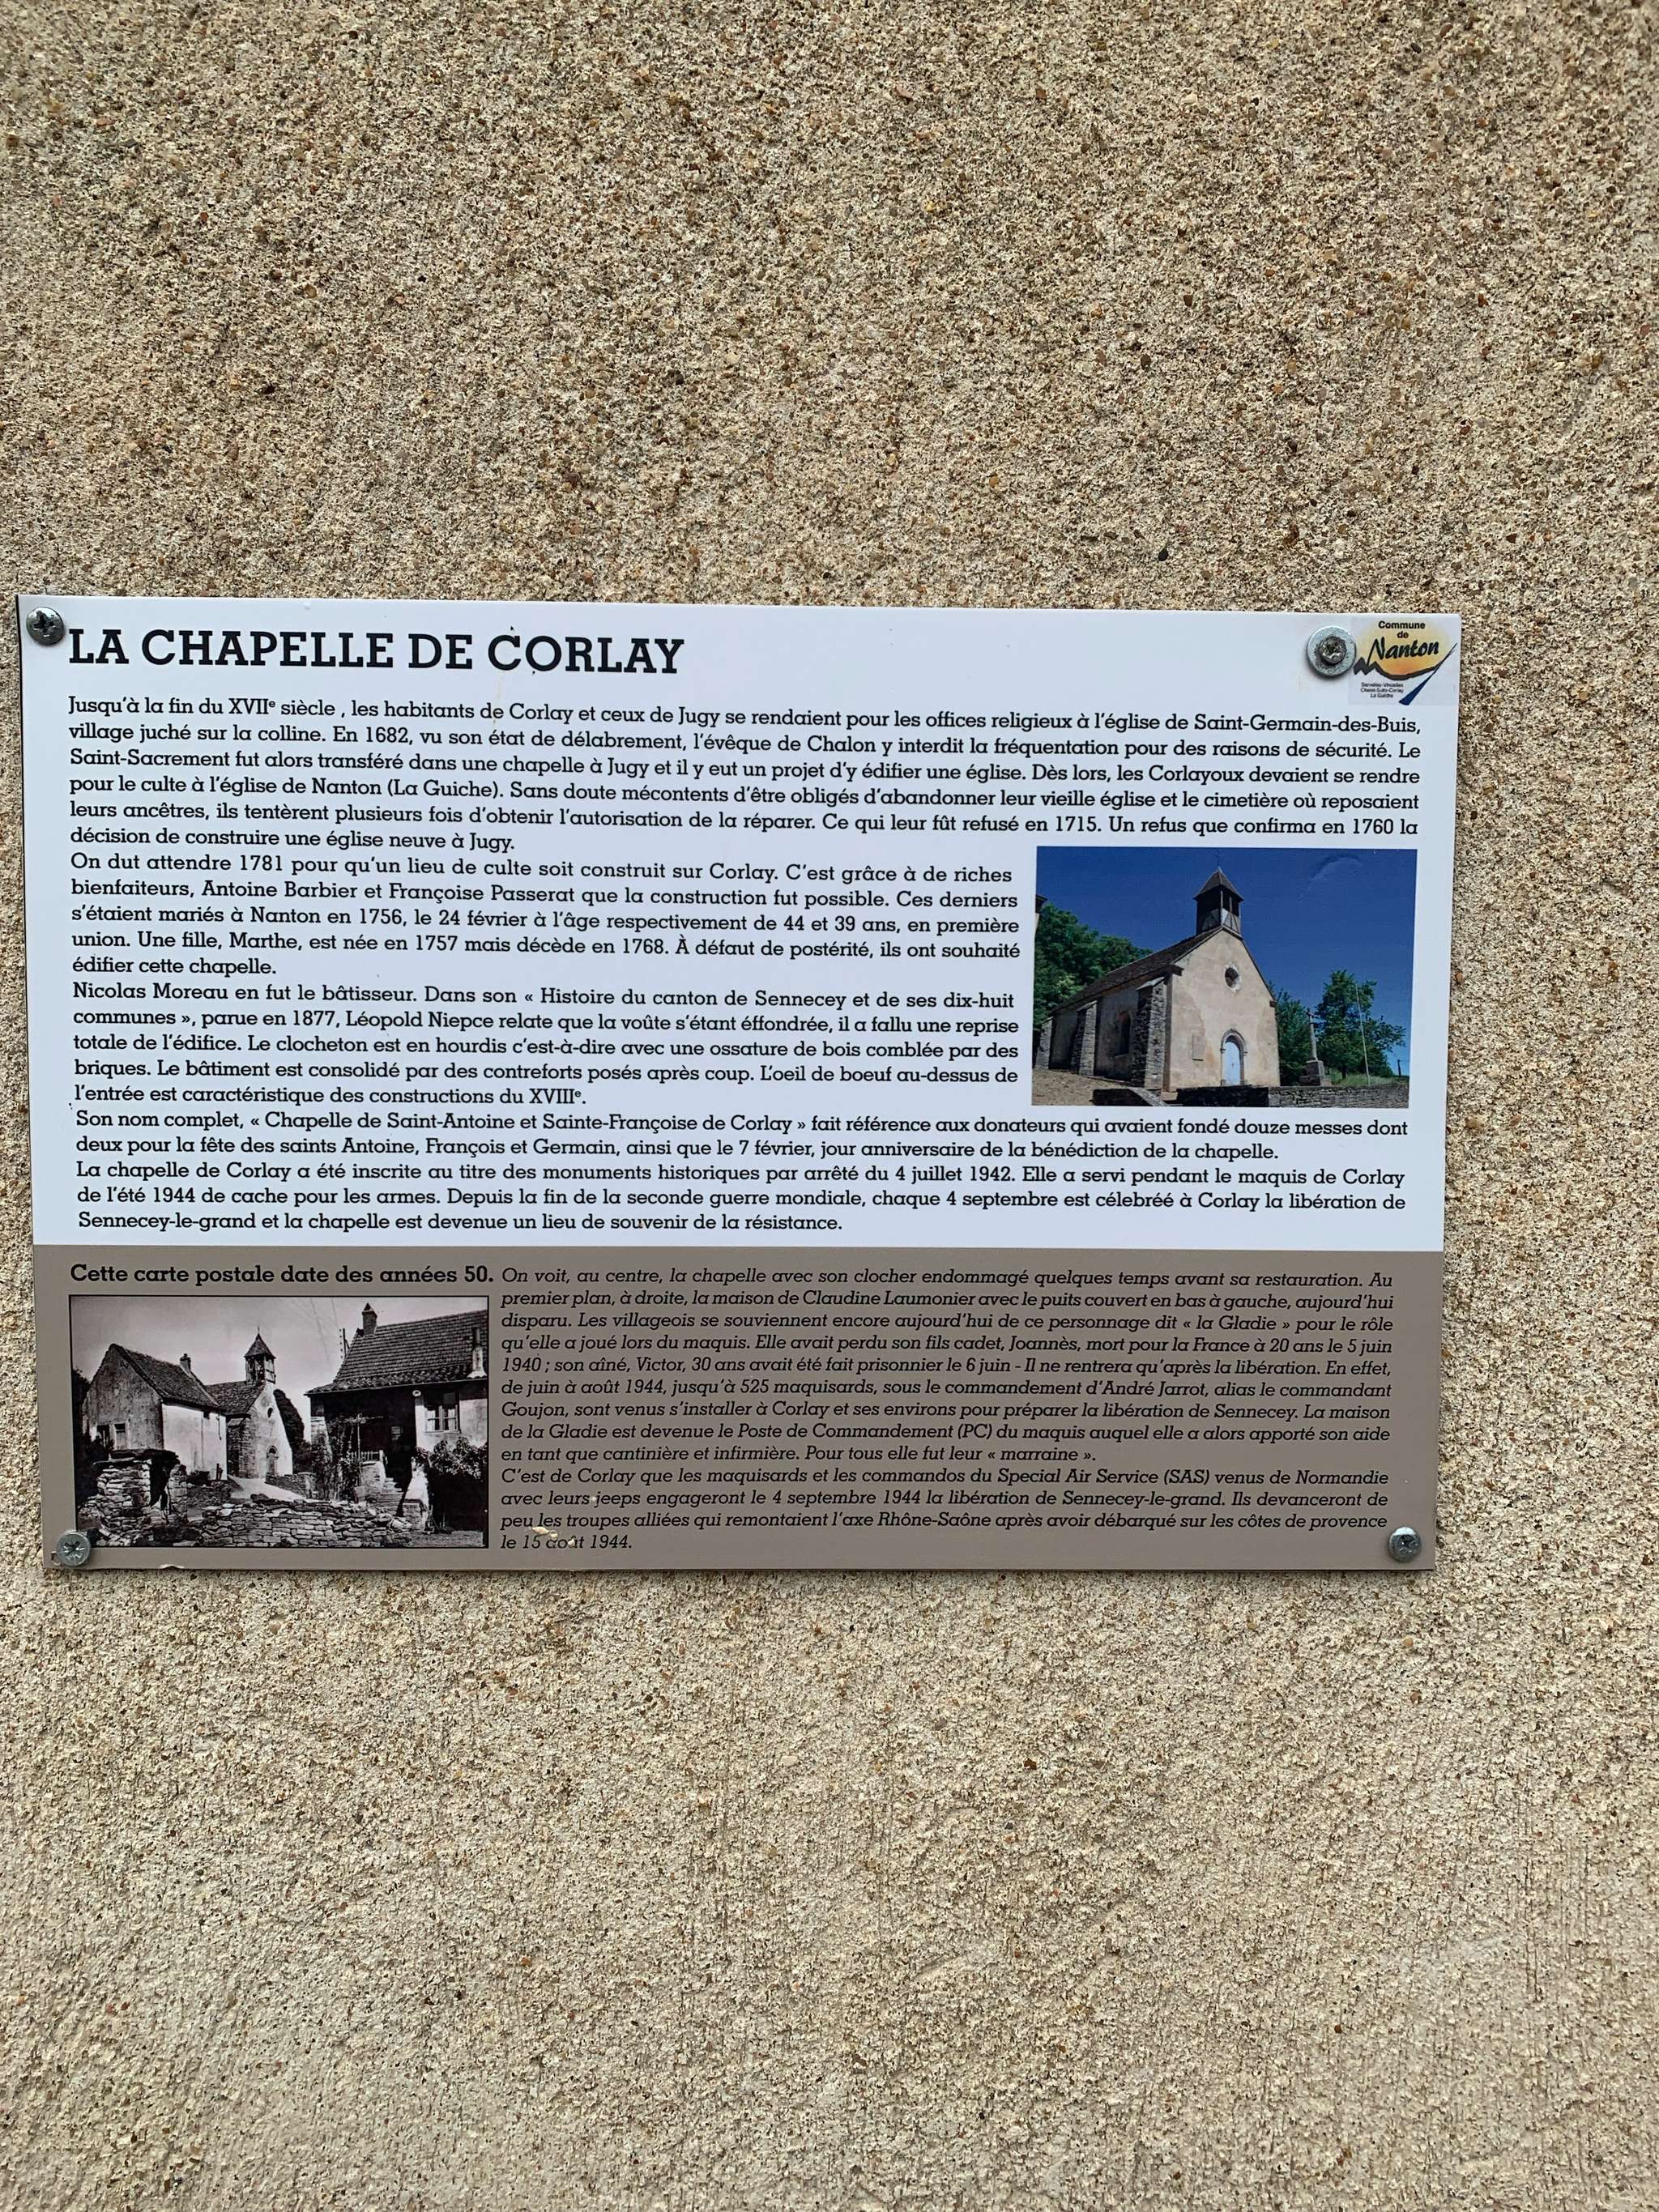 LA CHAPELLE DE CORLAY
Commune
de
Nanton
Jusqu'à la fin du XVIIe siècle , les habitants de Corlay et ceux de Jugy se rendaient pour les offices religieux à l'église de Saint-Germain-des-Buis,
village juché sur la colline. En 1682, vu son état de délabrement, l'évêque de Chalon y interdit la fréquentation pour des raisons de sécurité. Le
Saint-Sacrement fut alors transféré dans une chapelle à Jugy et il y eut un projet d'y édifier une église. Dès lors, les Corlayoux devaient se rendre
pour le culte à l'église de Nanton (La Guiche). Sans doute mécontents d'être obligés d'abandonner leur vieille église et le cimetière où reposaient
leurs ancêtres, ils tentèrent plusieurs fois d'obtenir l'autorisation de la réparer. Ce qui leur fût refusé en 1715. Un refus que confirma en 1760 la
décision de construire une église neuve à Jugy.
On dut attendre 1781 pour qu'un lieu de culte soit construit sur Corlay. C'est grâce à de riches
bienfaiteurs, Antoine Barbier et Françoise Passerat que la construction fut possible. Ces derniers
s'étaient mariés à Nanton en 1756, le 24 février à l'âge respectivement de 44 et 39 ans, en première
union. Une fille, Marthe, est née en 1757 mais décède en 1768. À défaut de postérité, ils ont souhaité
édifier cette chapelle.
Nicolas Moreau en fut le bâtisseur. Dans son « Histoire du canton de Sennecey et de ses dix-huit
communes », parue en 1877, Léopold Niepce relate que la voûte s'étant éffondrée, il a fallu une reprise
totale de l'édifice. Le clocheton est en hourdis c'est-à-dire avec une ossature de bois comblée par des
briques. Le bâtiment est consolidé par des contreforts posés après coup. L'oeil de boeuf au-dessus de
l'entrée est caractéristique des constructions du XVIIIe.
Son nom complet, « Chapelle de Saint-Antoine et Sainte-Françoise de Corlay » fait référence aux donateurs qui avaient fondé douze messes dont
deux pour la fête des saints Antoine, François et Germain, ainsi que le 7 février, jour anniversaire de la bénédiction de la chapelle.
La chapelle de Corlay a été inscrite au titre des monuments historiques par arrêté du 4 juillet 1942. Elle a servi pendant le maquis de Corlay
de l'été 1944 de cache pour les armes. Depuis la fin de la seconde guerre mondiale, chaque 4 septembre est célebréé à Corlay la libération de
Sennecey-le-grand et la chapelle est devenue un lieu de souvenir de la résistance.
Cette carte postale date des années 50. On voit, au centre, la chapelle avec son clocher endommagé quelques temps avant sa restauration. Au
premier plan, à droite, la maison de Claudine Laumonier avec le puits couvert en bas à gauche, aujourd'hui
disparu. Les villageois se souviennent encore aujourd'hui de ce personnage dit « la Gladie » pour le rôle
qu'elle a joué lors du maquis. Elle avait perdu son fils cadet, Joannès, mort pour la France à 20 ans le 5 juin
1940 ; son aîné, Victor, 30 ans avait été fait prisonnier le 6 juin - Il ne rentrera qu'après la libération. En effet,
de juin à août 1944, jusqu'à 525 maquisards, sous le commandement d'André Jarrot, alias le commandant
Goujon, sont venus s'installer à Corlay et ses environs pour préparer la libération de Sennecey. La maison
de la Gladie est devenue le Poste de Commandement (PC) du maquis auquel elle a alors apporté son aide
en tant que cantinière et infirmière. Pour tous elle fut leur « marraine ».
C'est de Corlay que les maquisards et les commandos du Special Air Service (SAS) venus de Normandie
avec leurs jeeps engageront le 4 septembre 1944 la libération de Sennecey-le-grand. Ils devanceront de
peu les troupes alliées qui remontaient l'axe Rhône-Saône après avoir débarqué sur les côtes de provence
le 15 août 1944.